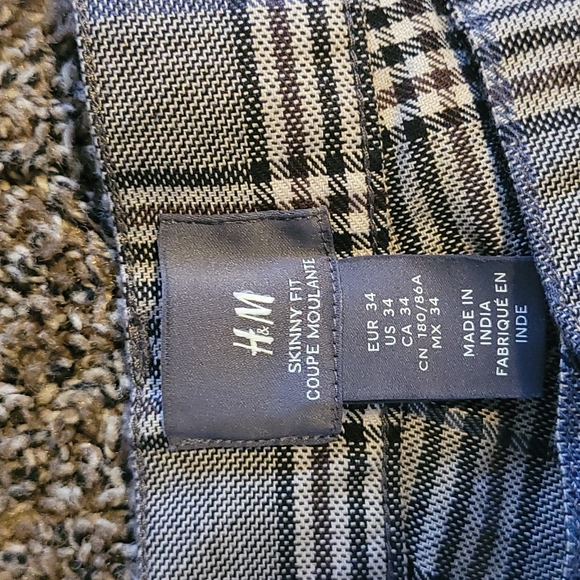 H&M
SKINNY FIT
COUPE MOULANTE
EUR 34
US 34
CA 34
CN 180/86A
MX 34
MADE IN
INDIA
FABRIQUÉ EN
INDE